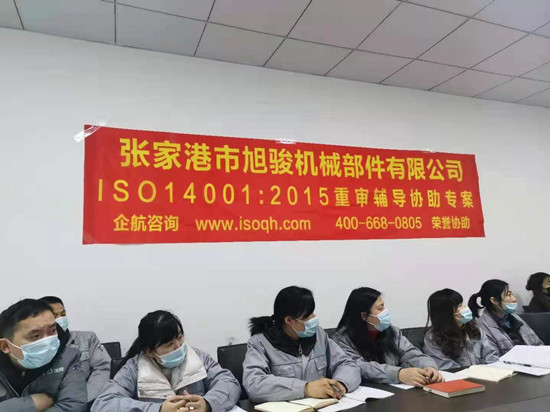 张家港市旭骏机械部件有限公司
ISO14001:2015重审辅导协助专案
企航咨询 www.isoqh.com 400-668-0805 荣誉协助